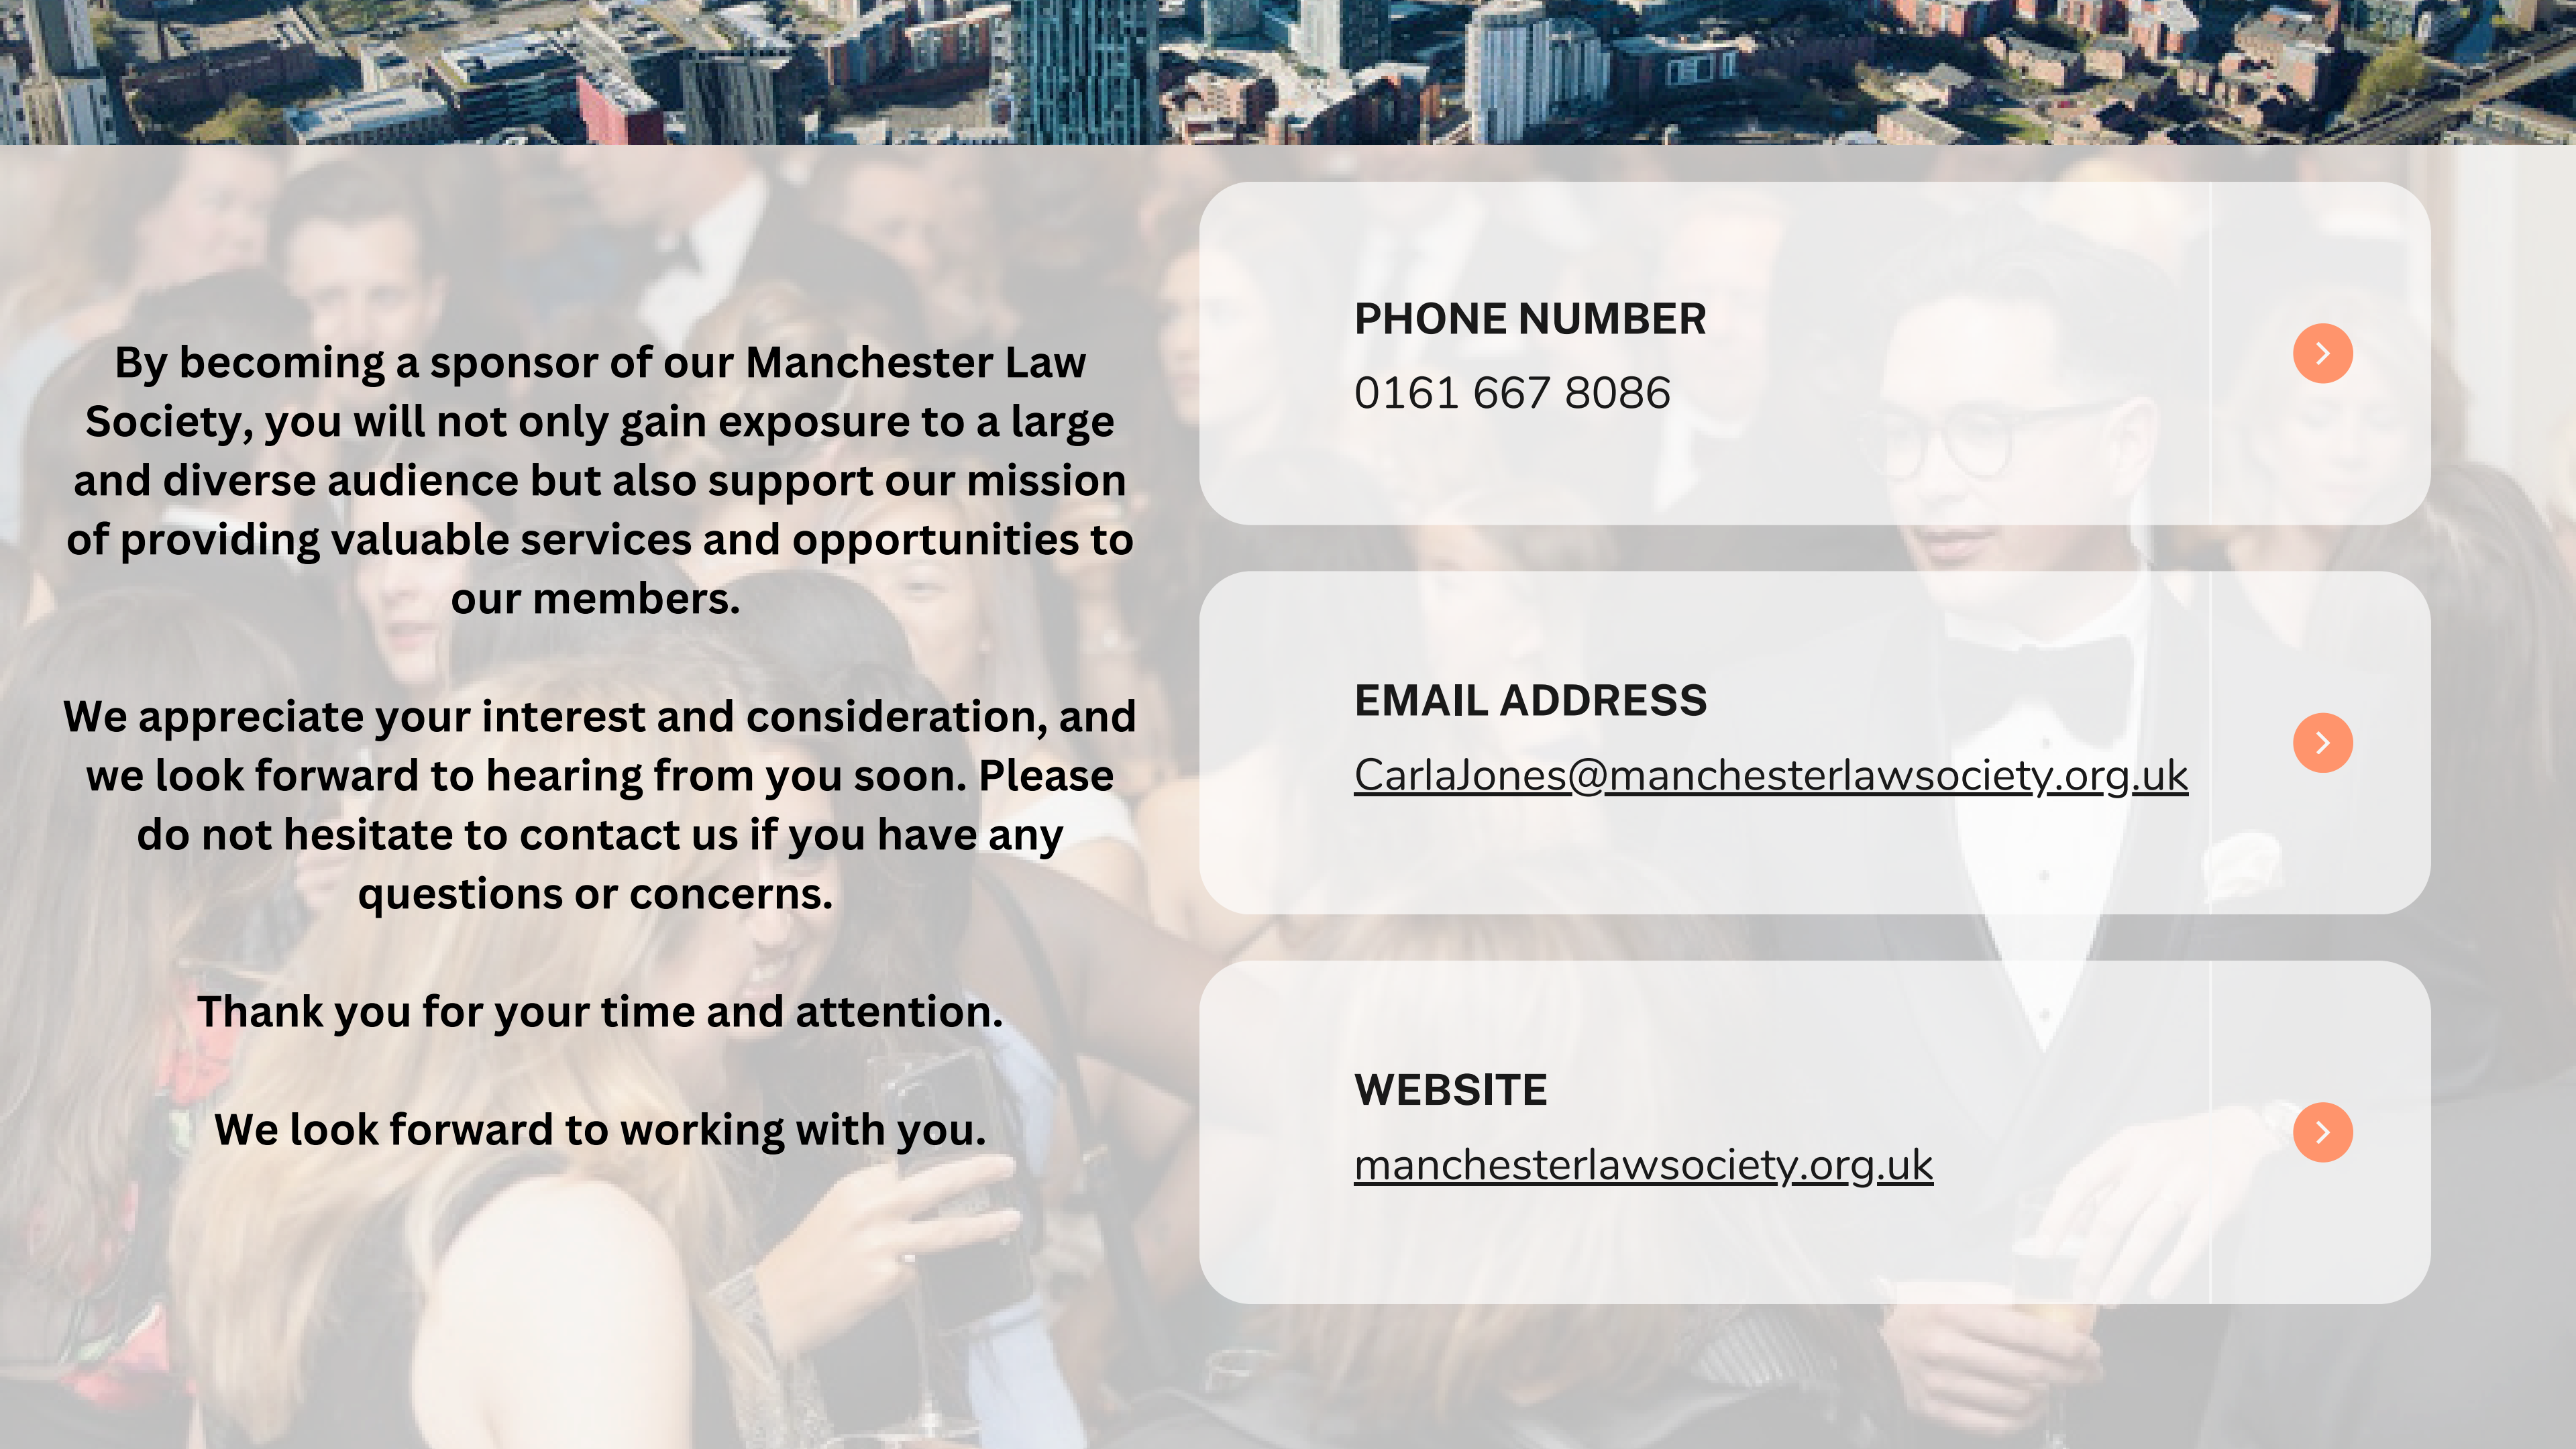 By becoming a sponsor of our Manchester Law
Society, you will not only gain exposure to a large
and diverse audience but also support our mission
of providing valuable services and opportunities to
our members.
We appreciate your interest and consideration, and
we look forward to hearing from you soon. Please
do not hesitate to contact us if you have any
questions or concerns.
Thank you for your time and attention.
We look forward to working with you.
PHONE NUMBER
0161 667 8086
EMAIL ADDRESS
CarlaJones@manchesterlawsociety.org.uk
WEBSITE
manchesterlawsociety.org.uk